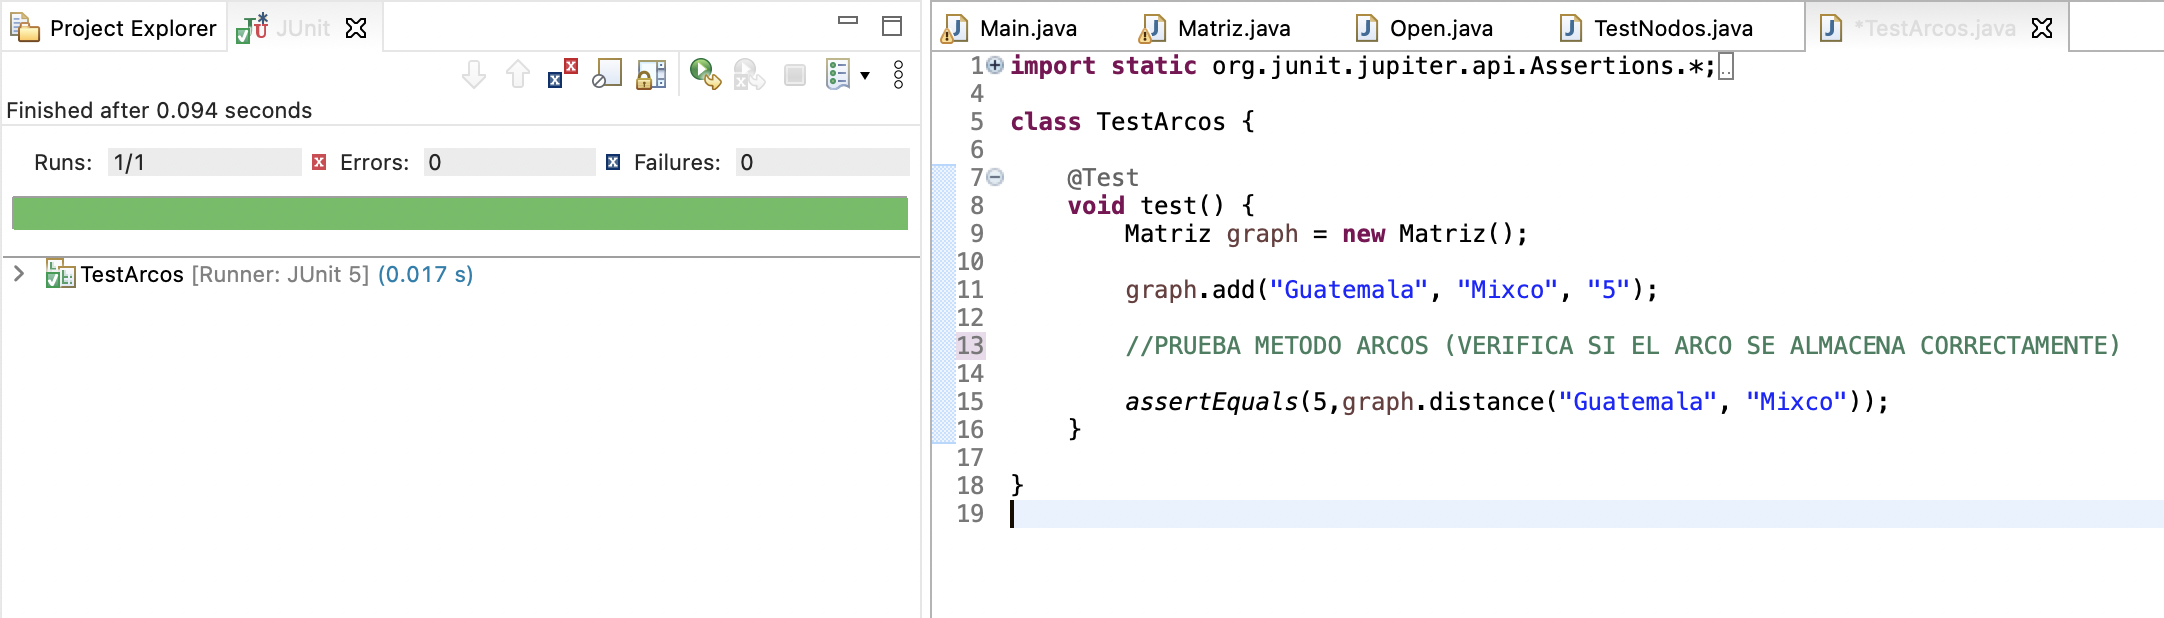 Project Explorer
JUnit
Finished after 0.094 seconds
Runs: 1/1 Errors: 0 Failures: 0
TestArcos [Runner: JUnit 5] (0.017 s)
Main.java Matriz.java Open.java TestNodos.java *TestArcos.java
1 import static org.junit.jupiter.api.Assertions.*;
4
5 class TestArcos {
6
7 @Test
8 void test() {
9 Matriz graph = new Matriz();
10
11 graph.add("Guatemala", "Mixco", "5");
12
13 //PRUEBA METODO ARCOS (VERIFICA SI EL ARCO SE ALMACENA CORRECTAMENTE)
14
15 assertEquals(5,graph.distance("Guatemala", "Mixco"));
16 }
17
18 }
19